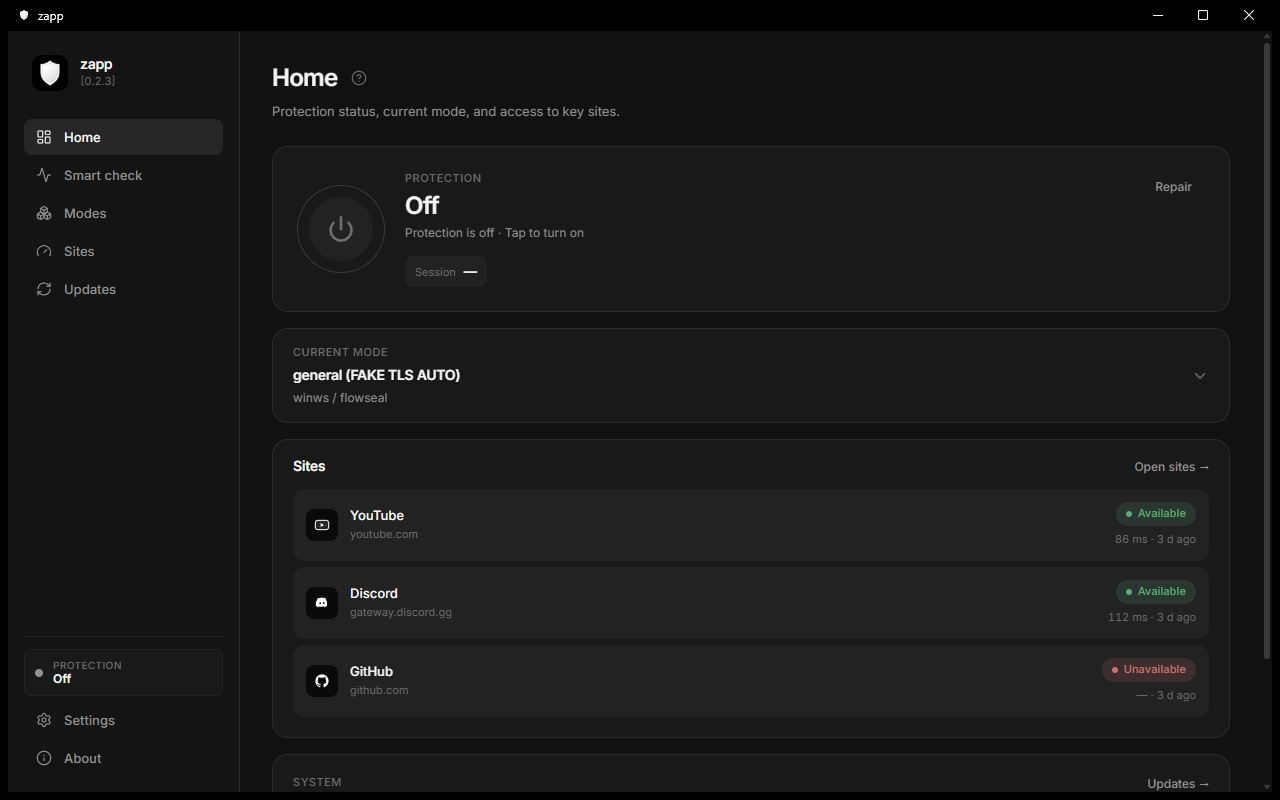 zapp
zapp
[0.2.3]
Home
Smart check
Modes
Sites
Updates
PROTECTION
Off
Settings
About
Home
Protection status, current mode, and access to key sites.
PROTECTION
Off
Protection is off · Tap to turn on
Session —
Repair
CURRENT MODE
general (FAKE TLS AUTO)
winws / flowseal
Sites
Open sites →
YouTube
youtube.com
Available
86 ms · 3 d ago
Discord
gateway.discord.gg
Available
112 ms · 3 d ago
GitHub
github.com
Unavailable
— · 3 d ago
SYSTEM
Updates →